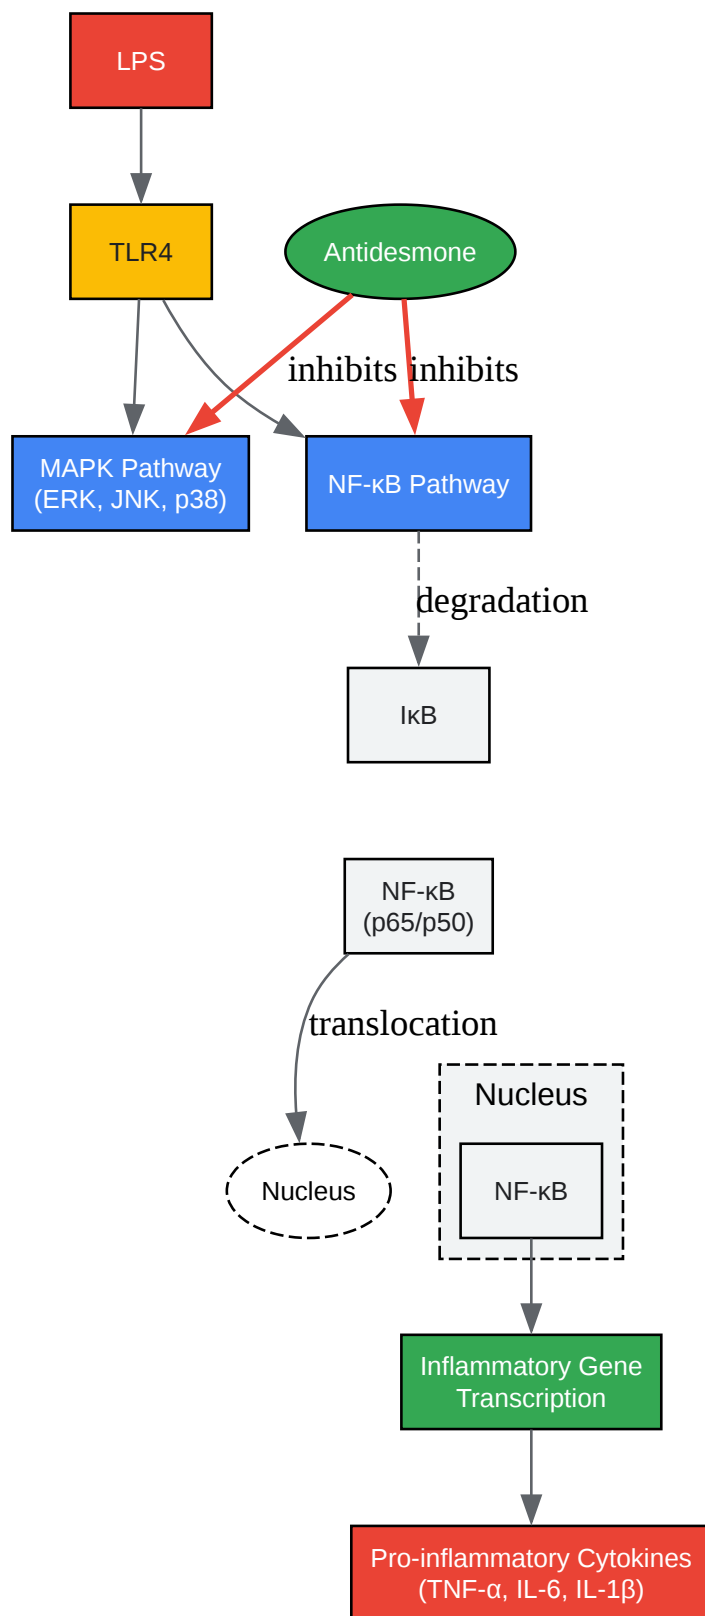 LPS
TLR4
Antidesmone
inhibits
inhibits
MAPK Pathway
(ERK, JNK, p38)
NF-κB Pathway
degradation
IκB
NF-κB
(p65/p50)
translocation
Nucleus
Nucleus
NF-κB
Inflammatory Gene
Transcription
Pro-inflammatory Cytokines
(TNF-α, IL-6, IL-1β)